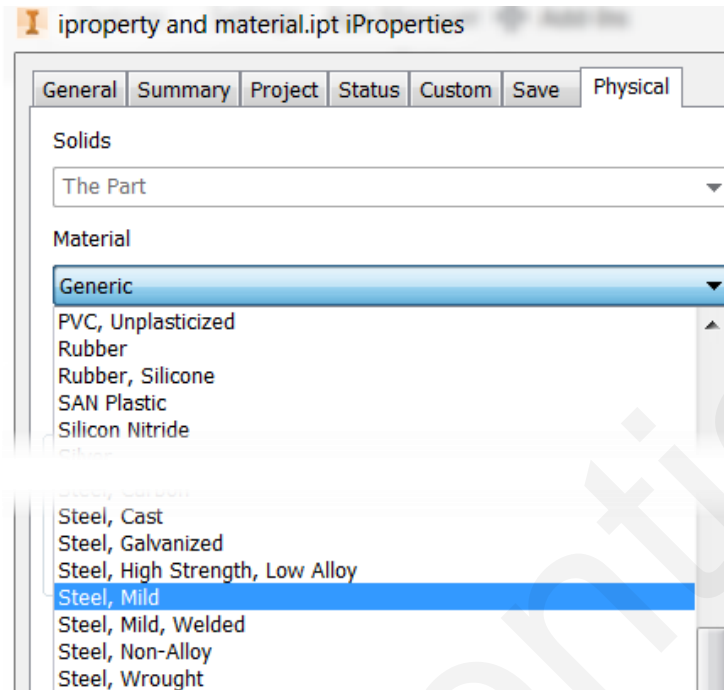 iproperty and material.ipt iProperties
General Summary Project Status Custom Save Physical
Solids
The Part
Material
Generic
PVC, Unplasticized
Rubber
Rubber, Silicone
SAN Plastic
Silicon Nitride
Steel, Cast
Steel, Galvanized
Steel, High Strength, Low Alloy
Steel, Mild
Steel, Mild, Welded
Steel, Non-Alloy
Steel, Wrought